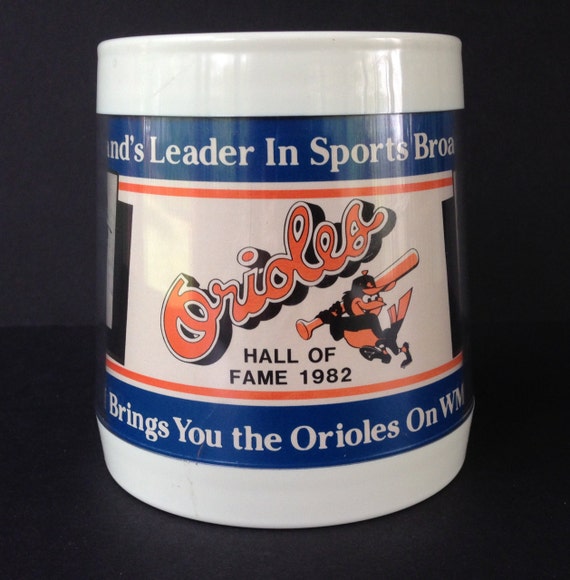 and's Leader In Sports Broa
Orioles
HALL OF
FAME 1982
Brings You the Orioles On WM